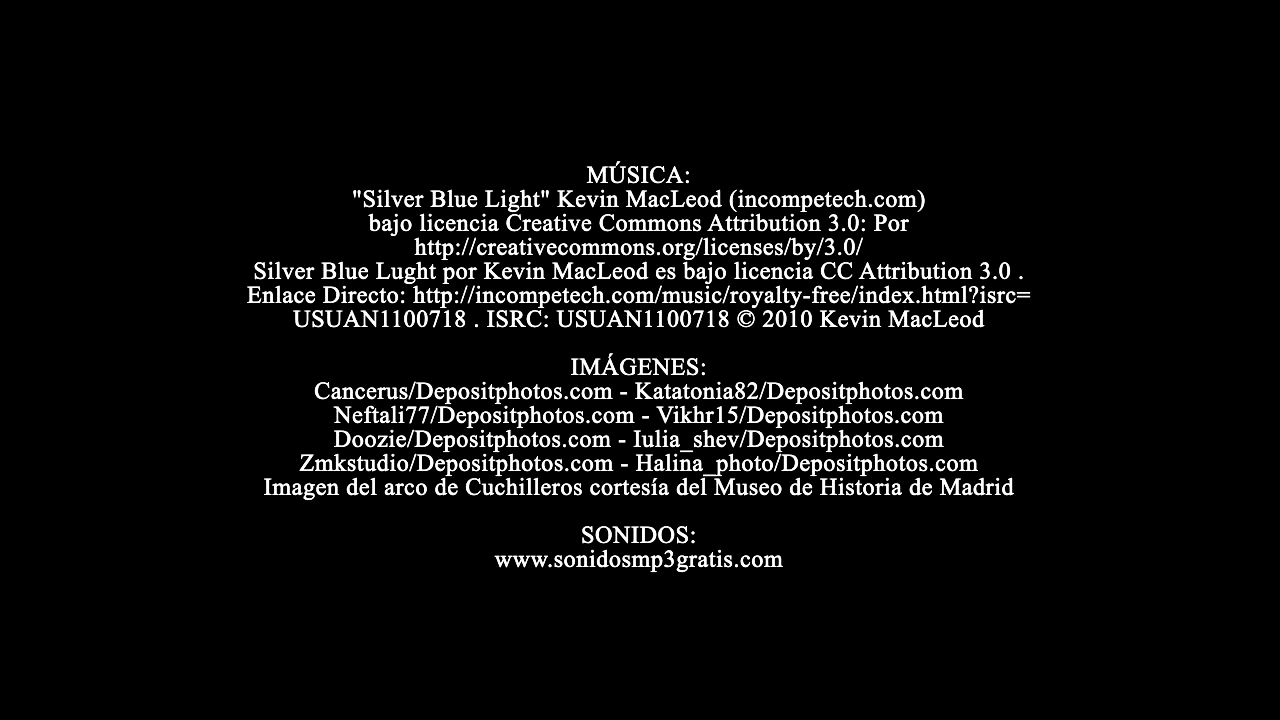 MÚSICA:
"Silver Blue Light" Kevin MacLeod (incompetech.com)
bajo licencia Creative Commons Attribution 3.0: Por
http://creativecommons.org/licenses/by/3.0/
Silver Blue Lught por Kevin MacLeod es bajo licencia CC Attribution 3.0 .
Enlace Directo: http://incompetech.com/music/royalty-free/index.html?isrc=
USUAN1100718 . ISRC: USUAN1100718 © 2010 Kevin MacLeod
IMÁGENES:
Cancerus/Depositphotos.com - Katatonia82/Depositphotos.com
Neftali77/Depositphotos.com - Vikhr15/Depositphotos.com
Doozie/Depositphotos.com - Iulia_shev/Depositphotos.com
Zmkstudio/Depositphotos.com - Halina_photo/Depositphotos.com
Imagen del arco de Cuchilleros cortesía del Museo de Historia de Madrid
SONIDOS:
www.sonidosmp3gratis.com